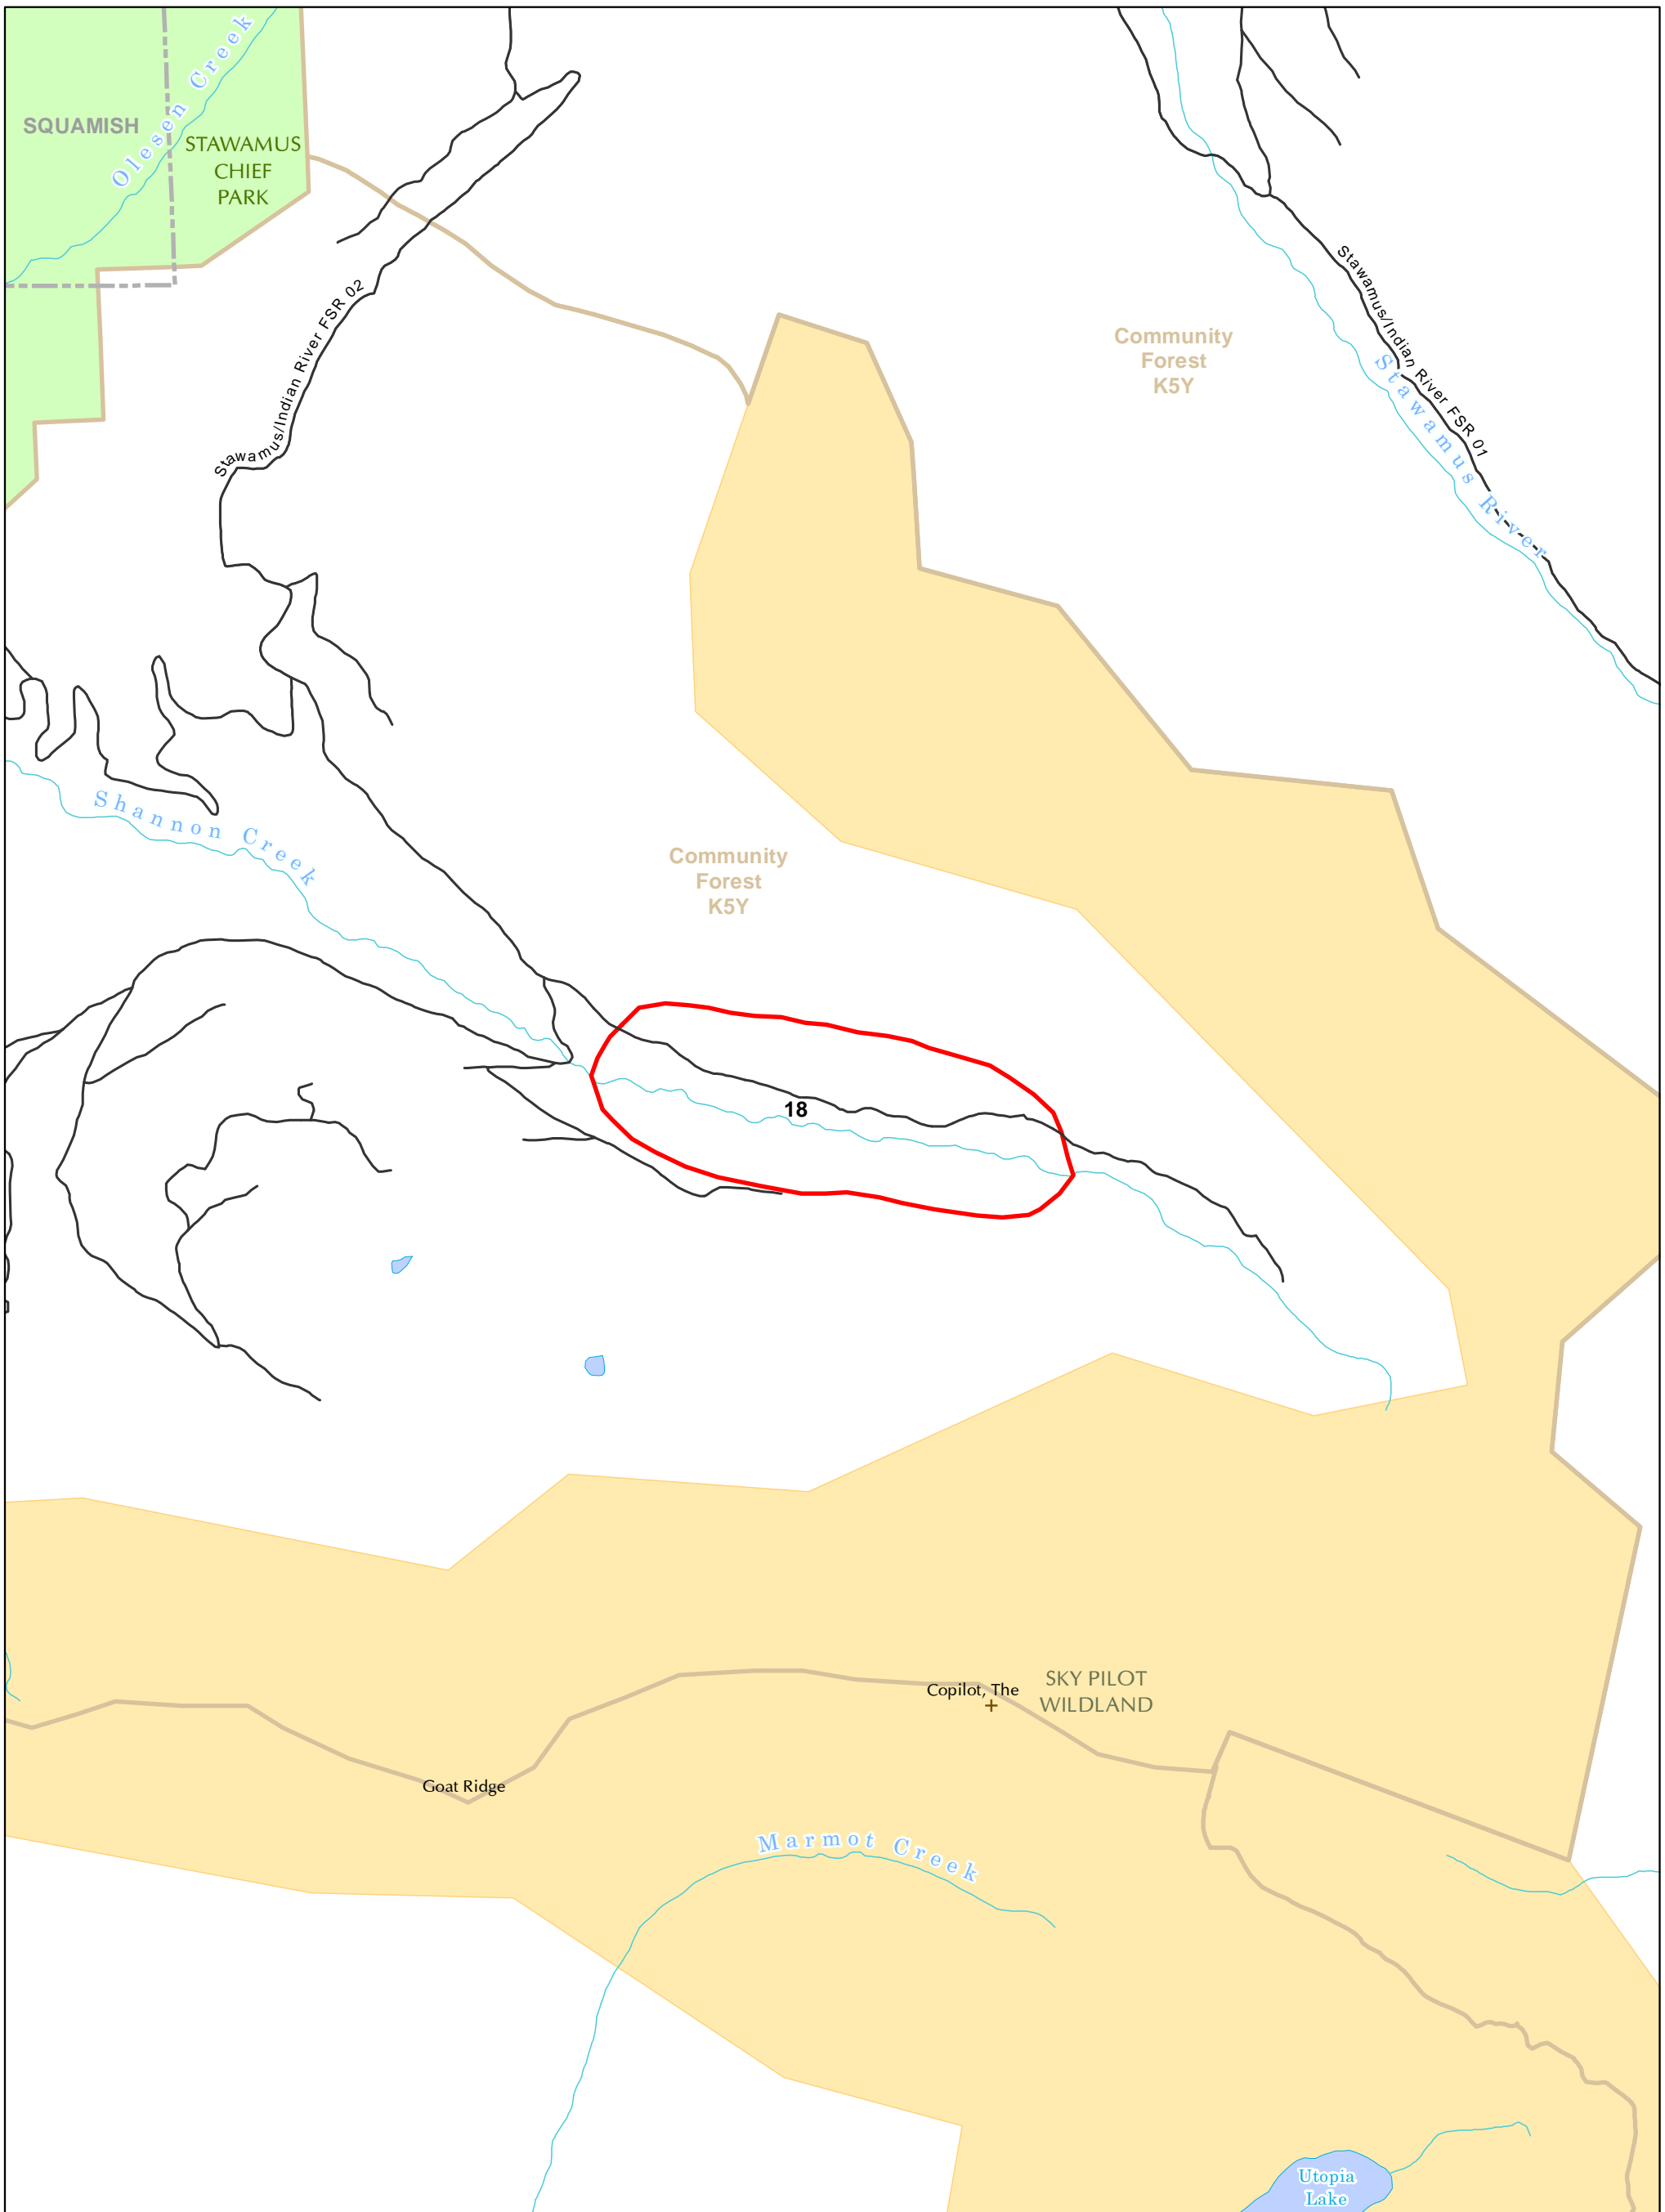 Olesen Creek
SQUAMISH
STAWAMUS
CHIEF
PARK
Stawamus/Indian River FSR 02
Stawamus/Indian River FSR 01
Community
Forest
K5Y
Stawamus River
Shannon Creek
Community
Forest
K5Y
18
SKY PILOT
WILDLAND
Copilot, The
Goat Ridge
Marmot Creek
Utopia
Lake